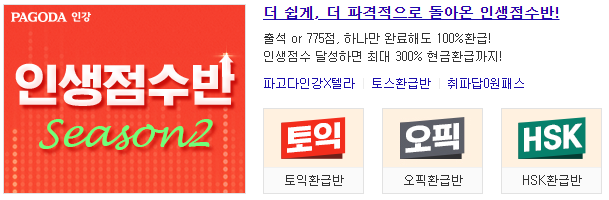 PAGODA 인강
인생점수반
Season2
더 쉽게, 더 파격적으로 돌아온 인생점수반!
출석 or 775점, 하나만 완료해도 100%환급!
인생점수 달성하면 최대 300% 현금환급까지!
파고다인강X텔라 토스환급반 취파답0원패스
토익 오픽 HSK
토익환급반 오픽환급반 HSK환급반